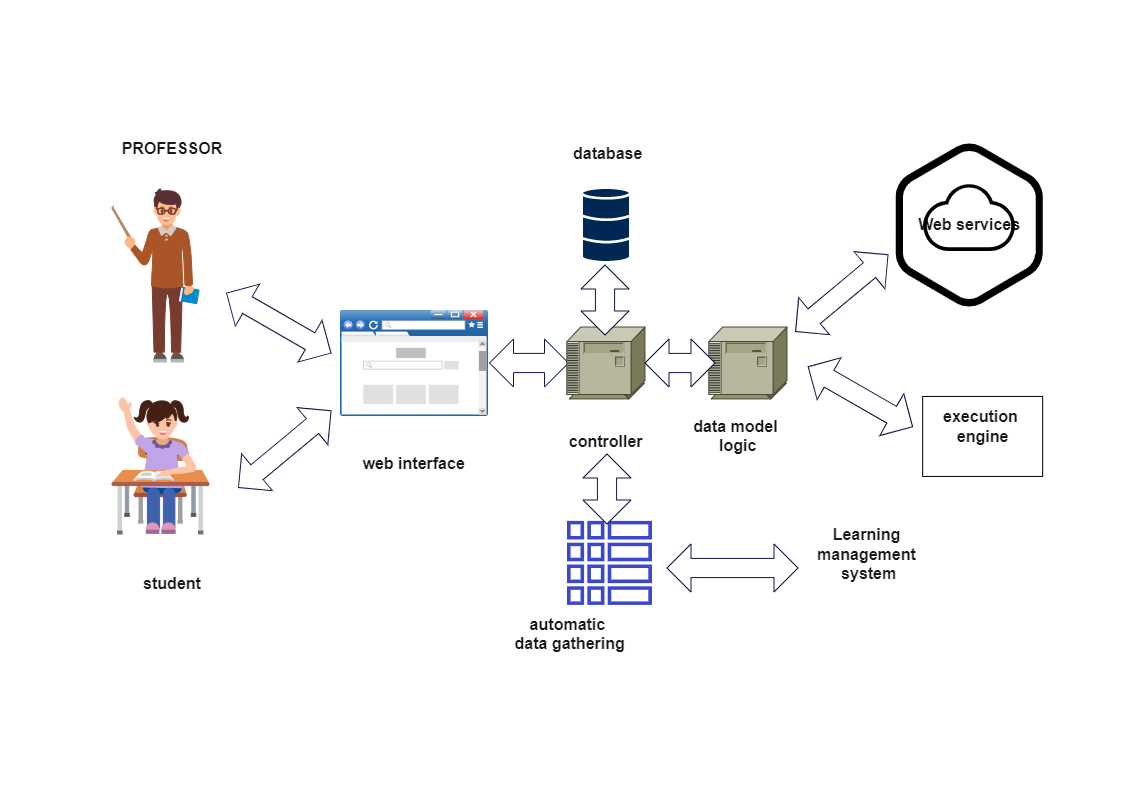 PROFESSOR
database
Web services
execution
engine
controller
data model
logic
web interface
Learning
management
system
student
automatic
data gathering